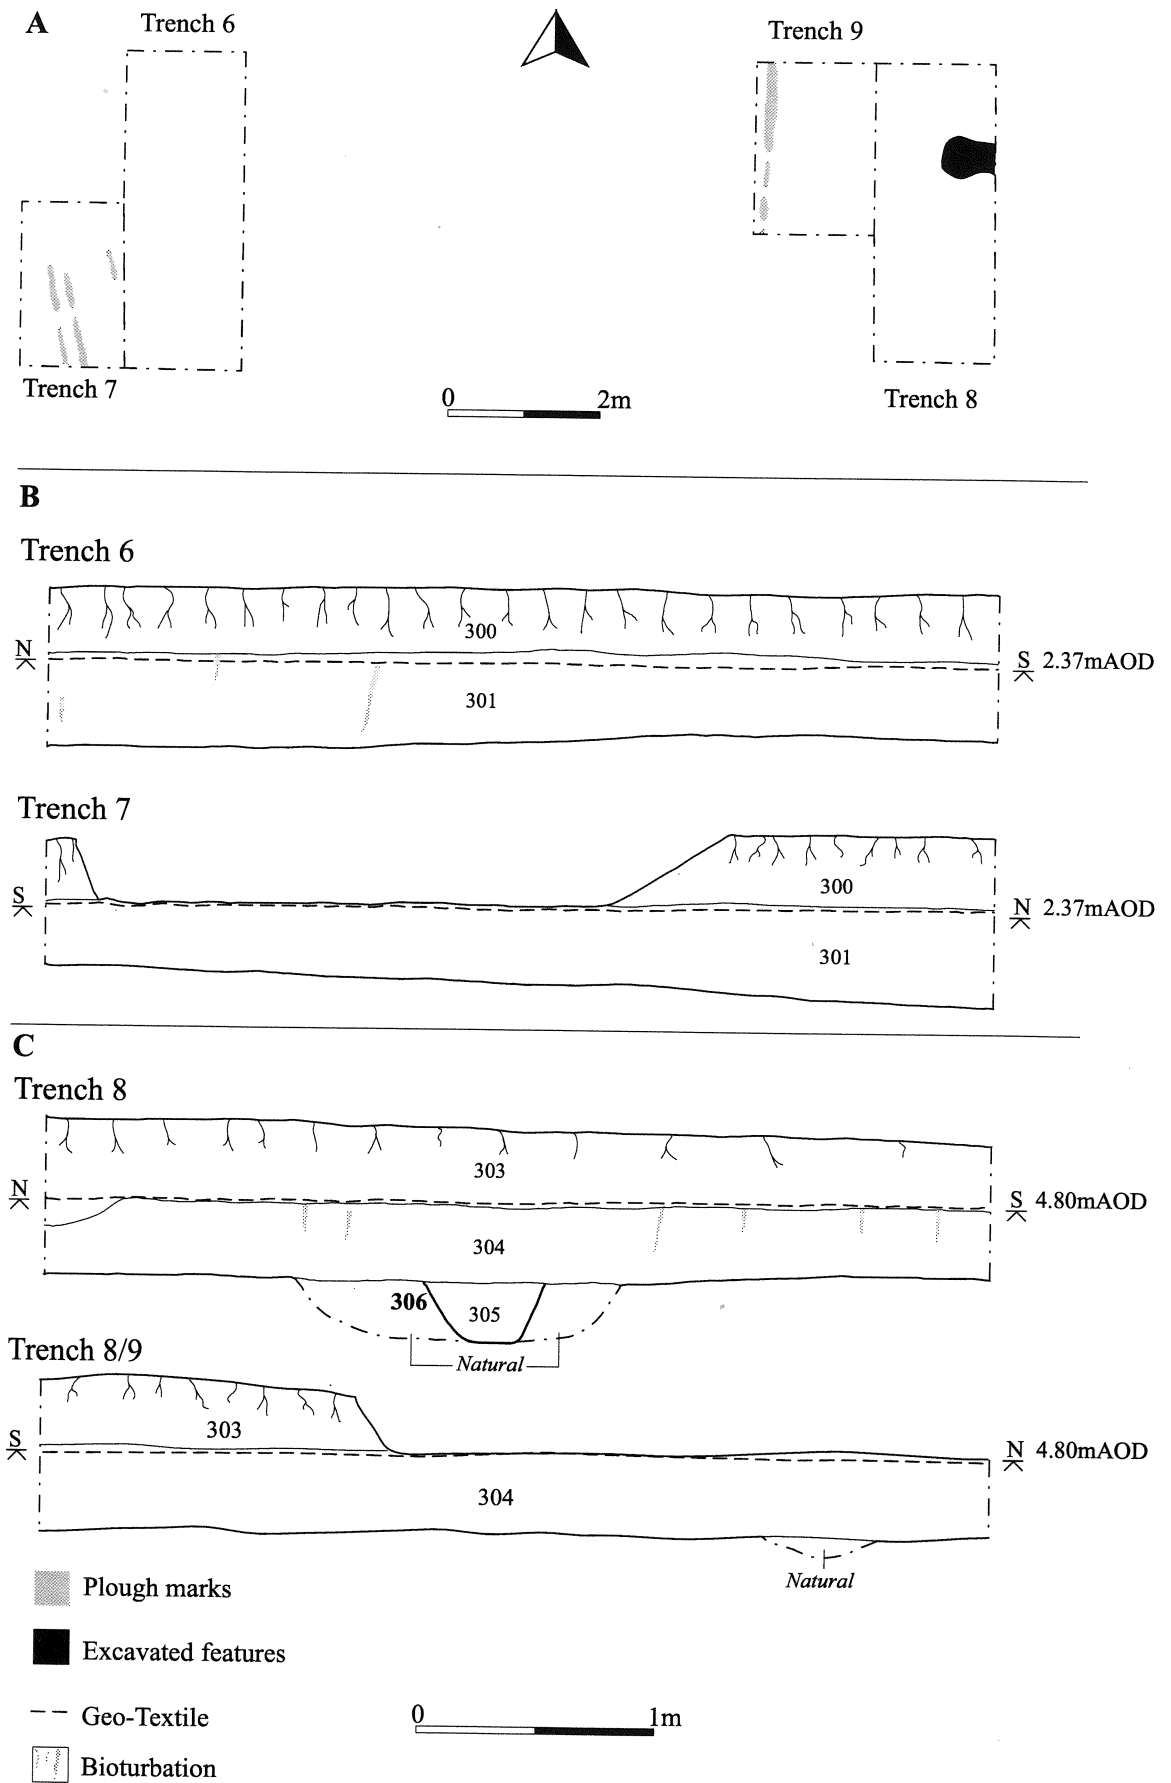 A
Trench 6
Trench 9
Trench 7
0 2m
Trench 8
B
Trench 6
300
N
S 2.37mAOD
301
Trench 7
300
S
N 2.37mAOD
301
C
Trench 8
303
N
S 4.80mAOD
304
306
305
Natural
Trench 8/9
303
S
N 4.80mAOD
304
Natural
Plough marks
Excavated features
Geo-Textile
0 1m
Bioturbation